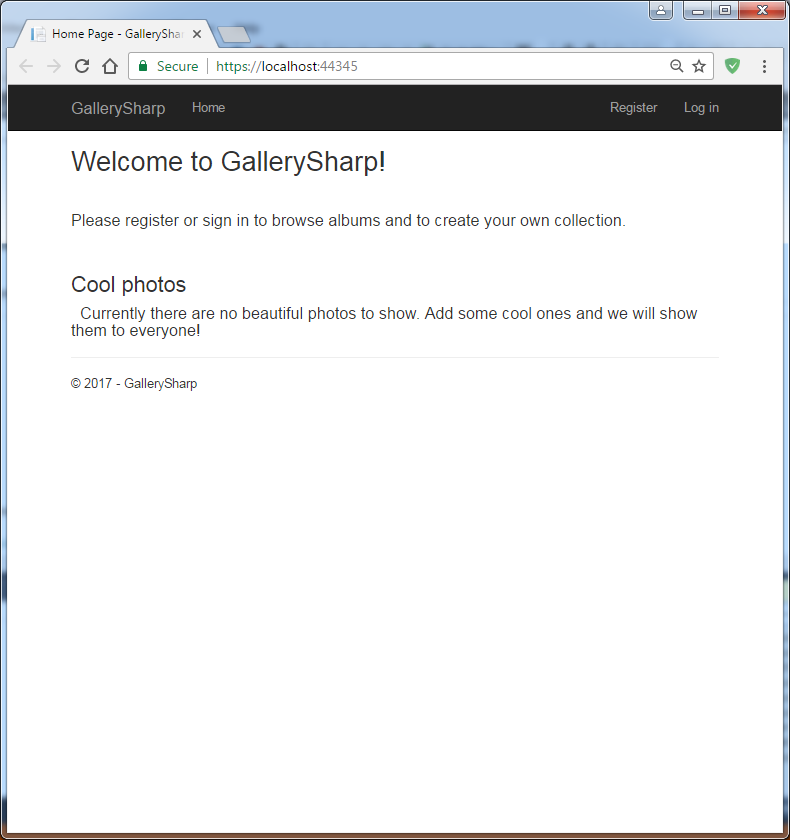 Home Page - GallerySha
Secure https://localhost:44345
GallerySharp Home Register Log in
Welcome to GallerySharp!
Please register or sign in to browse albums and to create your own collection.
Cool photos
Currently there are no beautiful photos to show. Add some cool ones and we will show
them to everyone!
© 2017 - GallerySharp